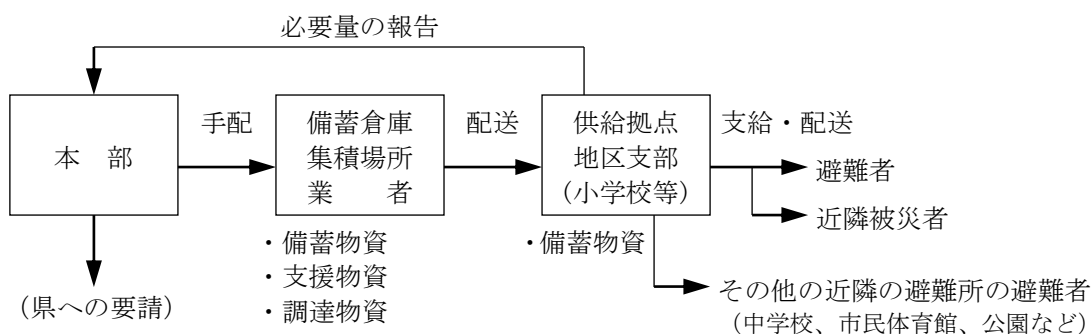 必要量の報告
本　部
手配
備蓄倉庫
集積場所
業　　者
配送
供給拠点
地区支部
（小学校等）
支給・配送
避難者
近隣被災者
・備蓄物資
・支援物資
・調達物資
・備蓄物資
（県への要請）
その他の近隣の避難所の避難者
（中学校、市民体育館、公園など）